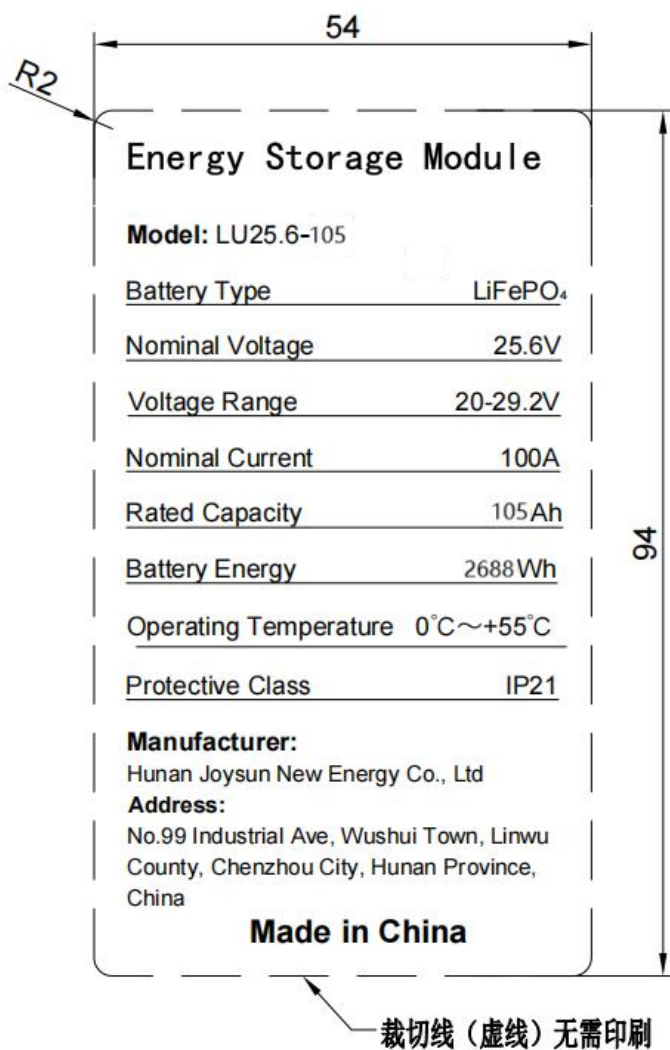 54
R2
Energy Storage Module
Model: LU25.6-105
Battery Type LiFePO₄
Nominal Voltage 25.6V
Voltage Range 20-29.2V
Nominal Current 100A
Rated Capacity 105Ah
94
Battery Energy 2688Wh
Operating Temperature 0℃～+55℃
Protective Class IP21
Manufacturer:
Hunan Joysun New Energy Co., Ltd
Address:
No.99 Industrial Ave, Wushui Town, Linwu
County, Chenzhou City, Hunan Province,
China
Made in China
裁切线（虚线）无需印刷